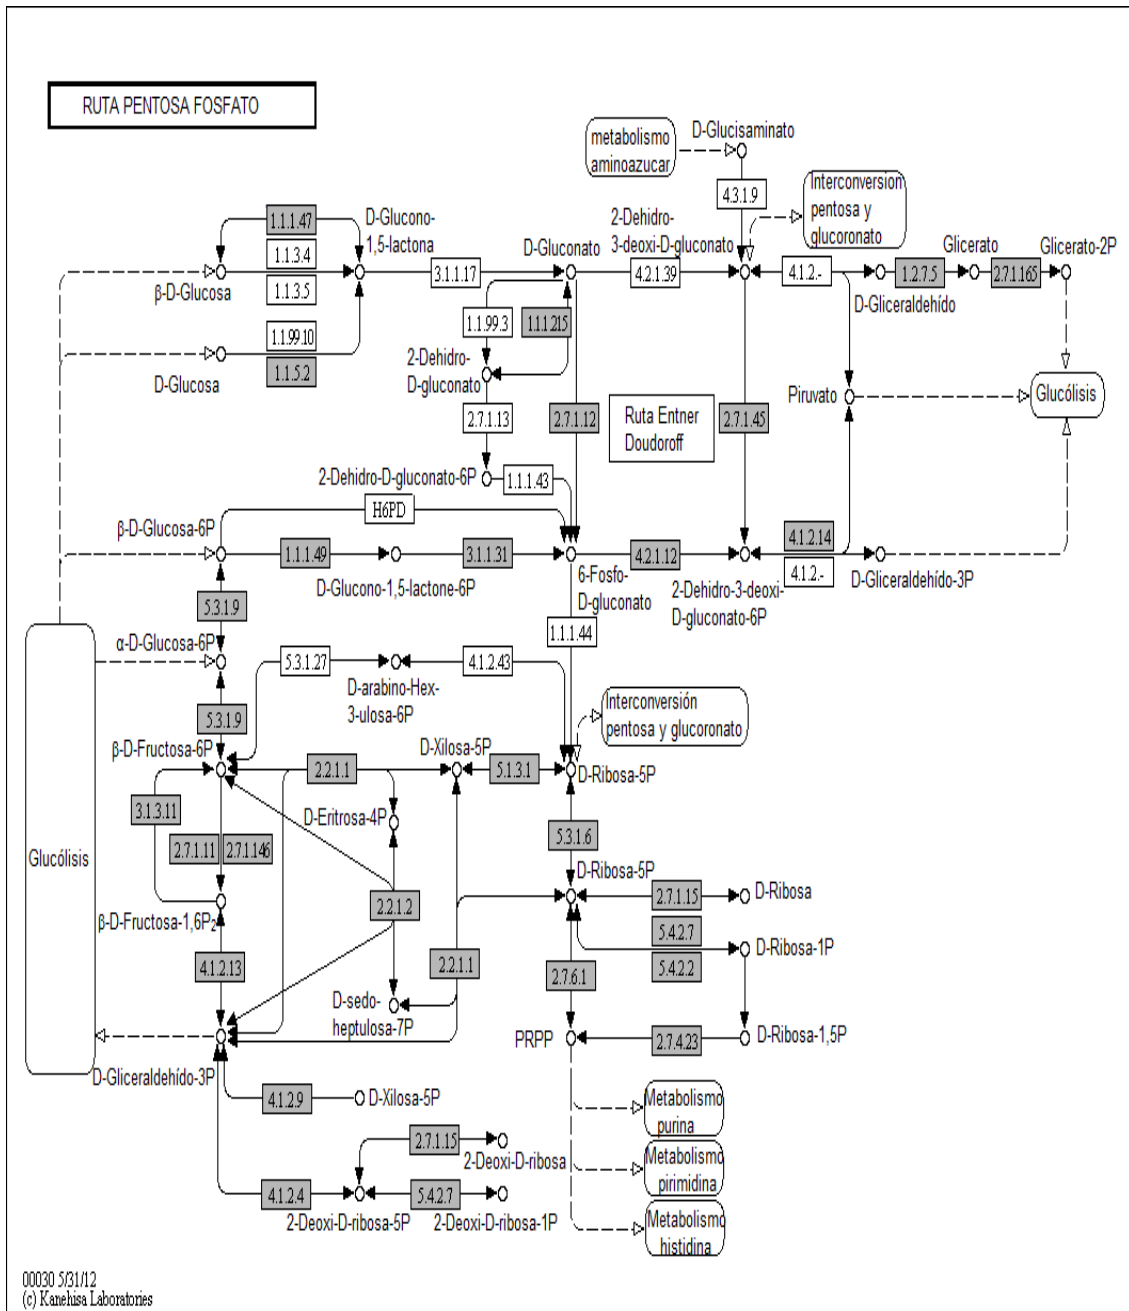 RUTA PENTOSA FOSFATO
metabolismo
aminoazucar
D-Glucisaminato
4.3.1.9
Interconversión
pentosa y
glucoronato
1.1.1.47
D-Glucono-
1,5-lactona
1.1.3.4
β-D-Glucosa
1.1.3.5
3.1.1.17
D-Gluconato
4.2.1.39
2-Dehidro-
3-deoxi-D-gluconato
4.1.2.-
D-Gliceraldehído
1.2.7.5
Glicerato
2.7.1.165
Glicerato-2P
1.1.99.10
D-Glucosa
1.1.5.2
1.1.99.3
1.1.1.215
2-Dehidro-
D-gluconato
2.7.1.13
2.7.1.12
Ruta Entner
Doudoroff
2.7.1.45
Piruvato
Glucólisis
2-Dehidro-D-gluconato-6P
1.1.1.43
H6PD
β-D-Glucosa-6P
1.1.1.49
D-Glucono-1,5-lactone-6P
3.1.1.31
6-Fosfo-
D-gluconato
4.2.1.12
2-Dehidro-3-deoxi-
D-gluconato-6P
4.1.2.14
4.1.2.-
D-Gliceraldehído-3P
5.3.1.9
1.1.1.44
α-D-Glucosa-6P
5.3.1.27
D-arabino-Hex-
3-ulosa-6P
4.1.2.43
Interconversión
pentosa y glucoronato
5.3.1.9
β-D-Fructosa-6P
2.2.1.1
D-Xilosa-5P
5.1.3.1
D-Ribosa-5P
3.1.3.11
D-Eritrosa-4P
2.7.1.11
2.7.1.146
5.3.1.6
Glucólisis
D-Ribosa-5P
2.7.1.15
D-Ribosa
β-D-Fructosa-1,6P2
2.2.1.2
5.4.2.7
D-Ribosa-1P
5.4.2.2
4.1.2.13
2.2.1.1
2.7.6.1
D-sedo-
heptulosa-7P
PRPP
2.7.4.23
D-Ribosa-1,5P
D-Gliceraldehído-3P
4.1.2.9
D-Xilosa-5P
Metabolismo
purina
2.7.1.15
2-Deoxi-D-ribosa
Metabolismo
pirimidina
4.1.2.4
2-Deoxi-D-ribosa-5P
5.4.2.7
2-Deoxi-D-ribosa-1P
Metabolismo
histidina
00030 5/31/12
(c) Kanehisa Laboratories